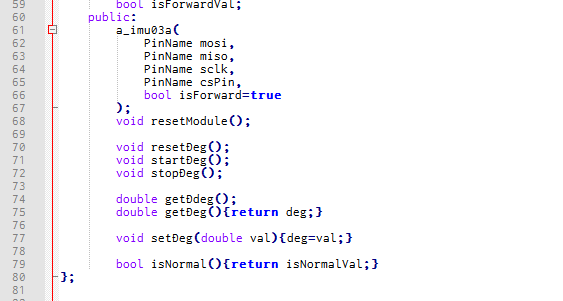 59 bool isForwardVal;
60 public:
61 a_imu03a(
62 PinName mosi,
63 PinName miso,
64 PinName sclk,
65 PinName csPin,
66 bool isForward=true
67 );
68 void resetModule();
69
70 void resetDeg();
71 void startDeg();
72 void stopDeg();
73
74 double getDdeg();
75 double getDeg(){return deg;}
76
77 void setDeg(double val){deg=val;}
78
79 bool isNormal(){return isNormalVal;}
80 };
81